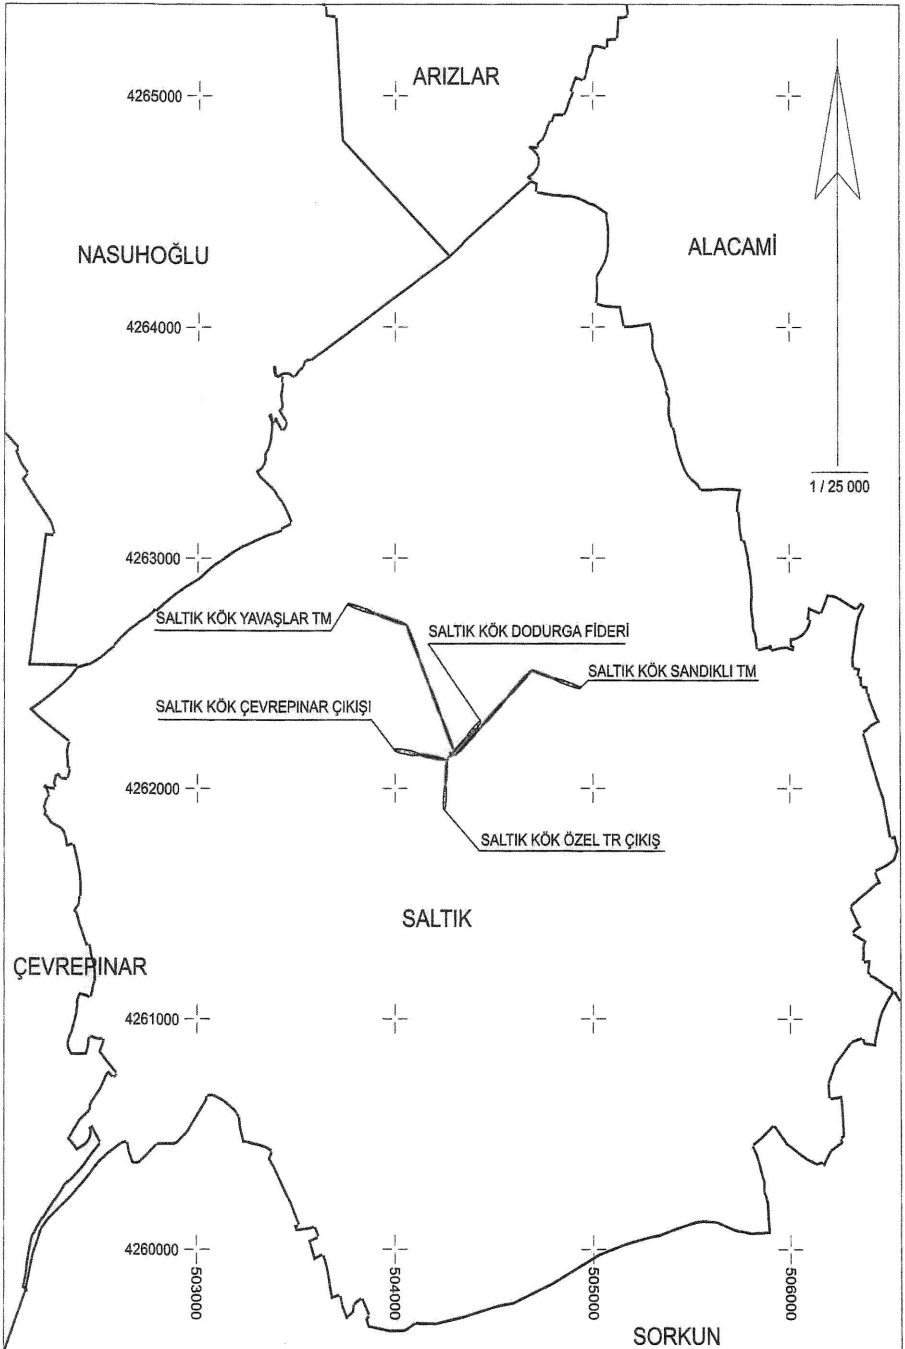 ARIZLAR
4265000
NASUHOĞLU
ALACAMİ
4264000
1 / 25 000
4263000
SALTIK KÖK YAVAŞLAR TM
SALTIK KÖK DODURGA FİDERİ
SALTIK KÖK SANDIKLI TM
SALTIK KÖK ÇEVREPINAR ÇIKIŞI
4262000
SALTIK KÖK ÖZEL TR ÇIKIŞ
SALTIK
ÇEVREPINAR
4261000
4260000
503000
504000
505000
506000
SORKUN